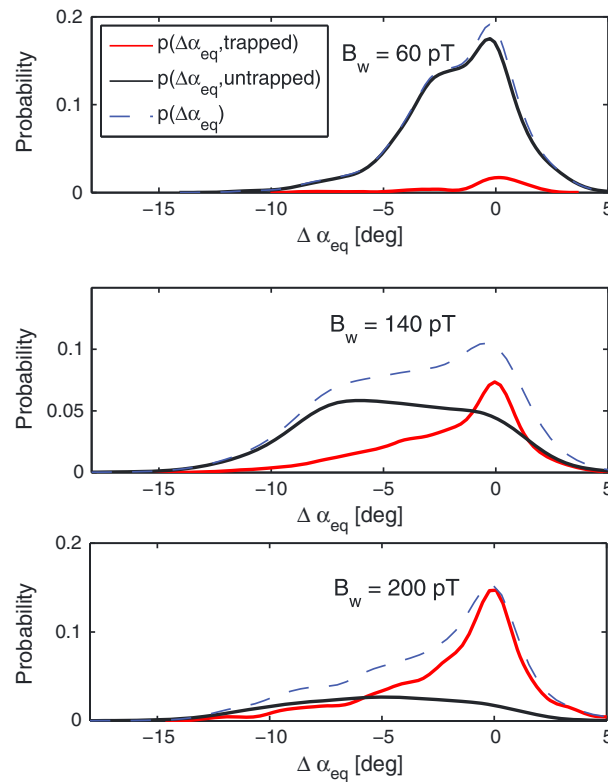 0.2
0.1
0
Probability
p(Δα_eq,trapped)
p(Δα_eq,untrapped)
p(Δα_eq)
B_w = 60 pT
−15 −10 −5 0 5
Δ α_eq [deg]
0.1
0.05
0
Probability
B_w = 140 pT
−15 −10 −5 0 5
Δ α_eq [deg]
0.2
0.1
0
Probability
B_w = 200 pT
−15 −10 −5 0 5
Δ α_eq [deg]